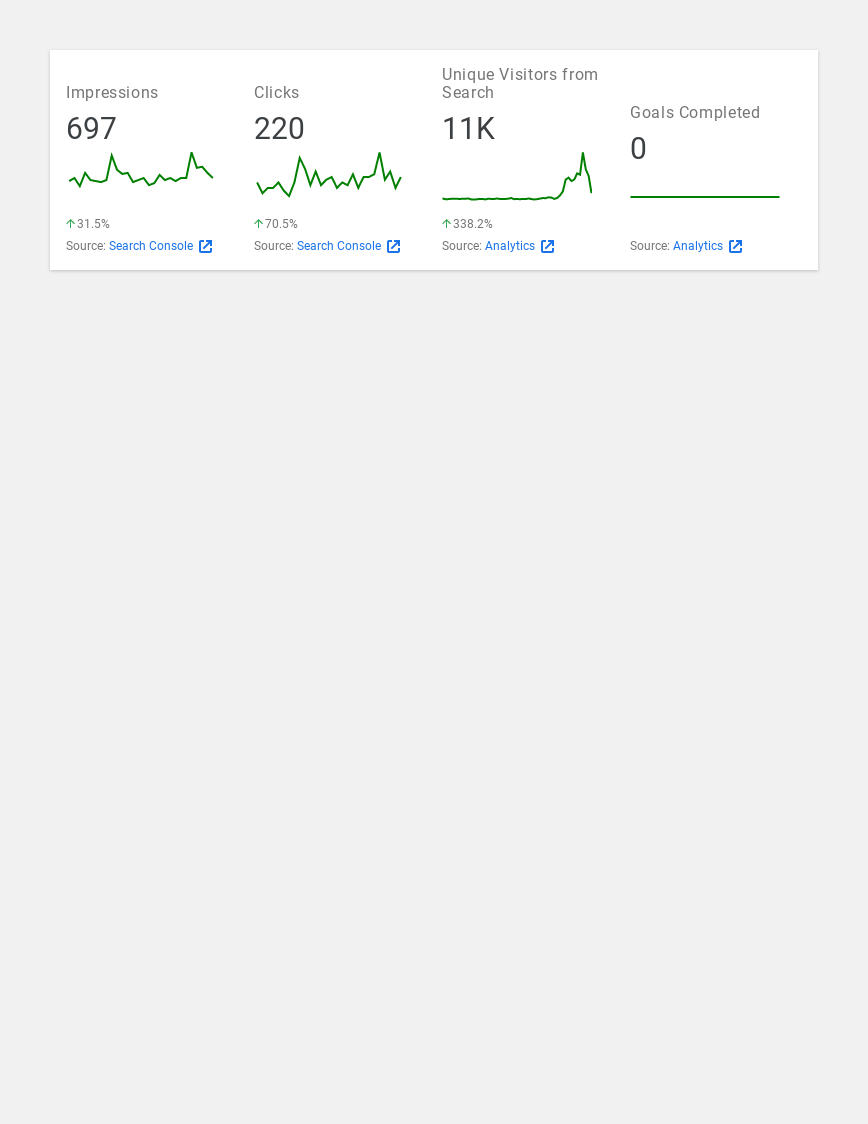 Impressions
697
31.5%
Source: Search Console
Clicks
220
70.5%
Source: Search Console
Unique Visitors from
Search
11K
338.2%
Source: Analytics
Goals Completed
0
Source: Analytics